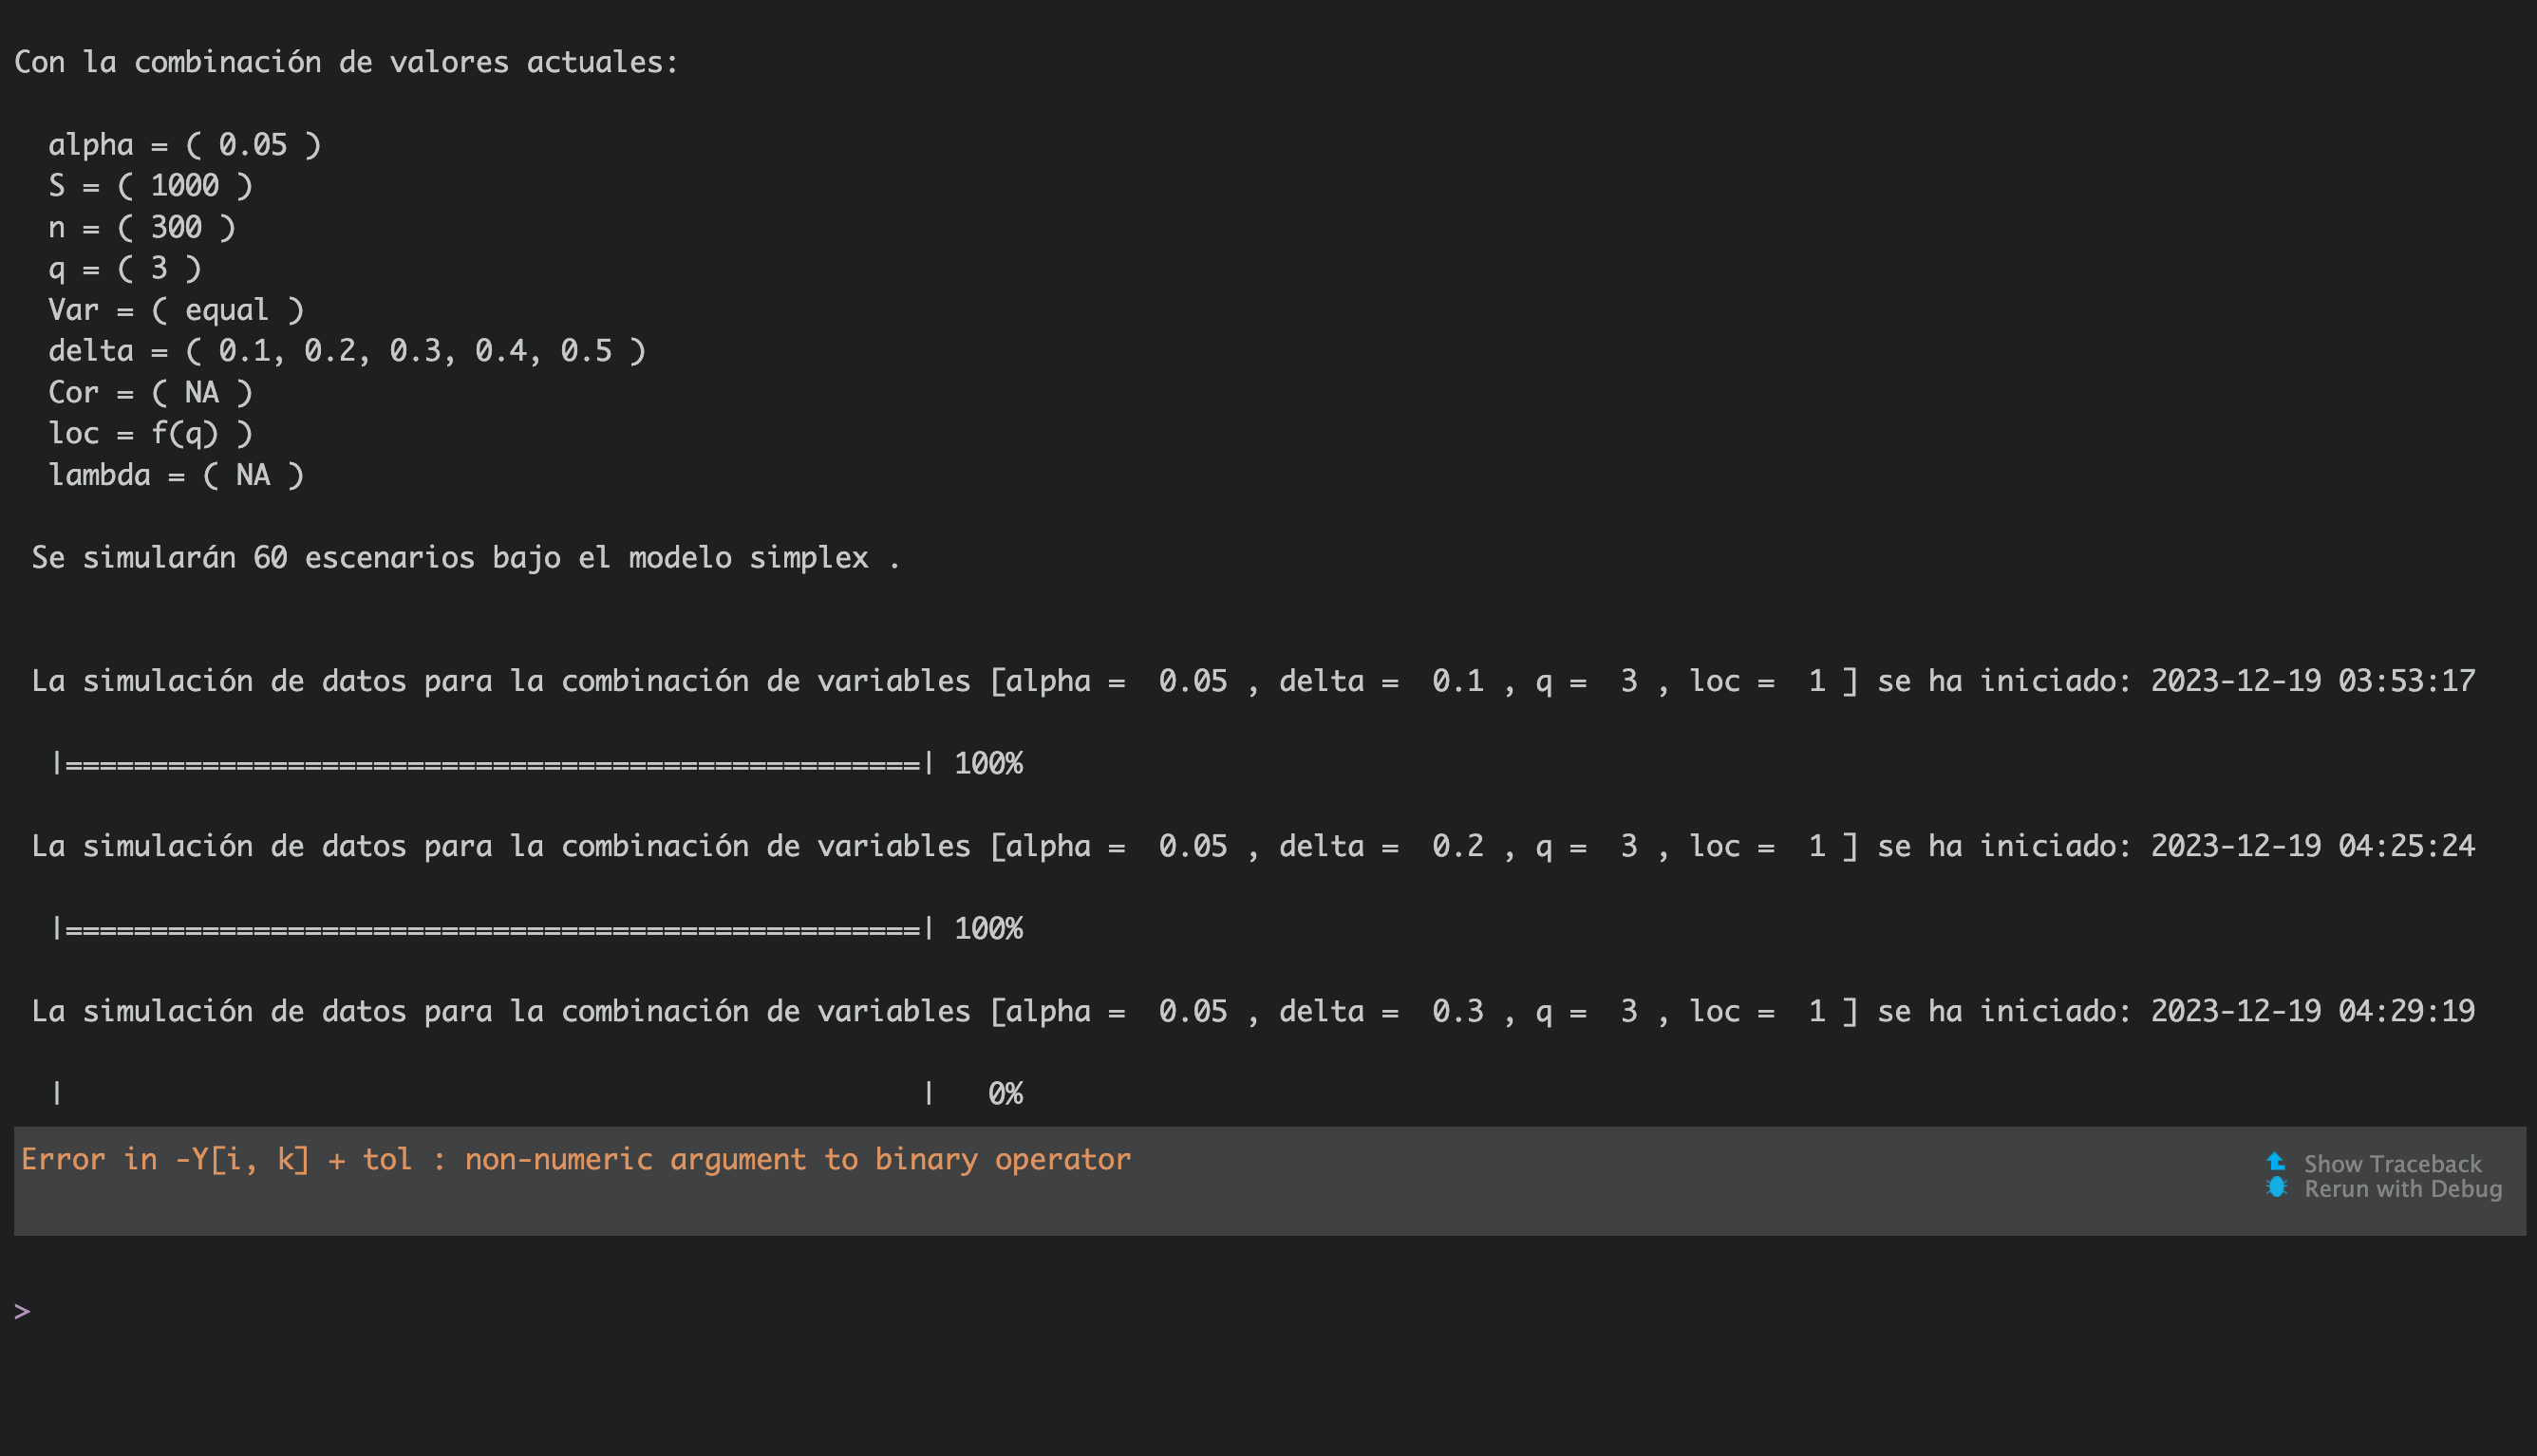 Con la combinación de valores actuales:
alpha = ( 0.05 )
S = ( 1000 )
n = ( 300 )
q = ( 3 )
Var = ( equal )
delta = ( 0.1, 0.2, 0.3, 0.4, 0.5 )
Cor = ( NA )
loc = f(q) )
lambda = ( NA )
Se simularán 60 escenarios bajo el modelo simplex .
La simulación de datos para la combinación de variables [alpha =  0.05 , delta =  0.1 , q =  3 , loc =  1 ] se ha iniciado: 2023-12-19 03:53:17
|==================================================| 100%
La simulación de datos para la combinación de variables [alpha =  0.05 , delta =  0.2 , q =  3 , loc =  1 ] se ha iniciado: 2023-12-19 04:25:24
|==================================================| 100%
La simulación de datos para la combinación de variables [alpha =  0.05 , delta =  0.3 , q =  3 , loc =  1 ] se ha iniciado: 2023-12-19 04:29:19
|                                                  |   0%
Error in -Y[i, k] + tol : non-numeric argument to binary operator
Show Traceback
Rerun with Debug
>